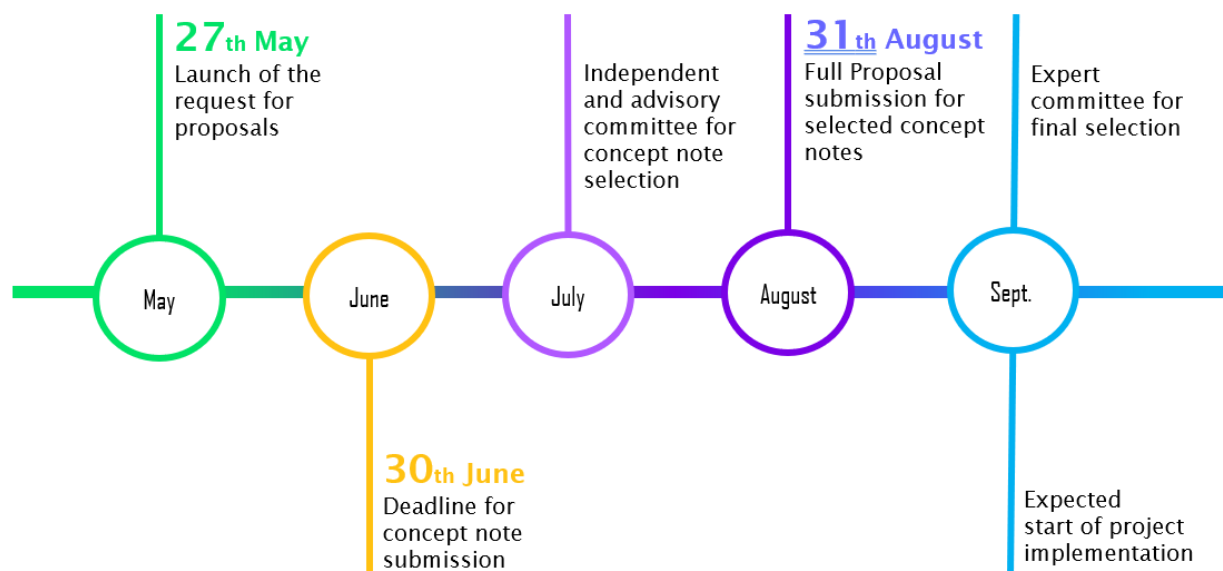 27th May
Launch of the
request for
proposals
Independent
and advisory
committee for
concept note
selection
31th August
Full Proposal
submission for
selected concept
notes
Expert
committee for
final selection
May
June
July
August
Sept.
30th June
Deadline for
concept note
submission
Expected
start of project
implementation